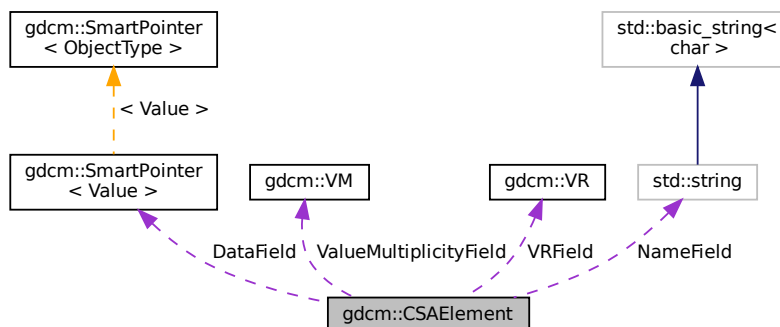 gdcm::SmartPointer
< ObjectType >
std::basic_string<
char >
< Value >
gdcm::SmartPointer
< Value >
gdcm::VM
gdcm::VR
std::string
DataField
ValueMultiplicityField
VRField
NameField
gdcm::CSAElement